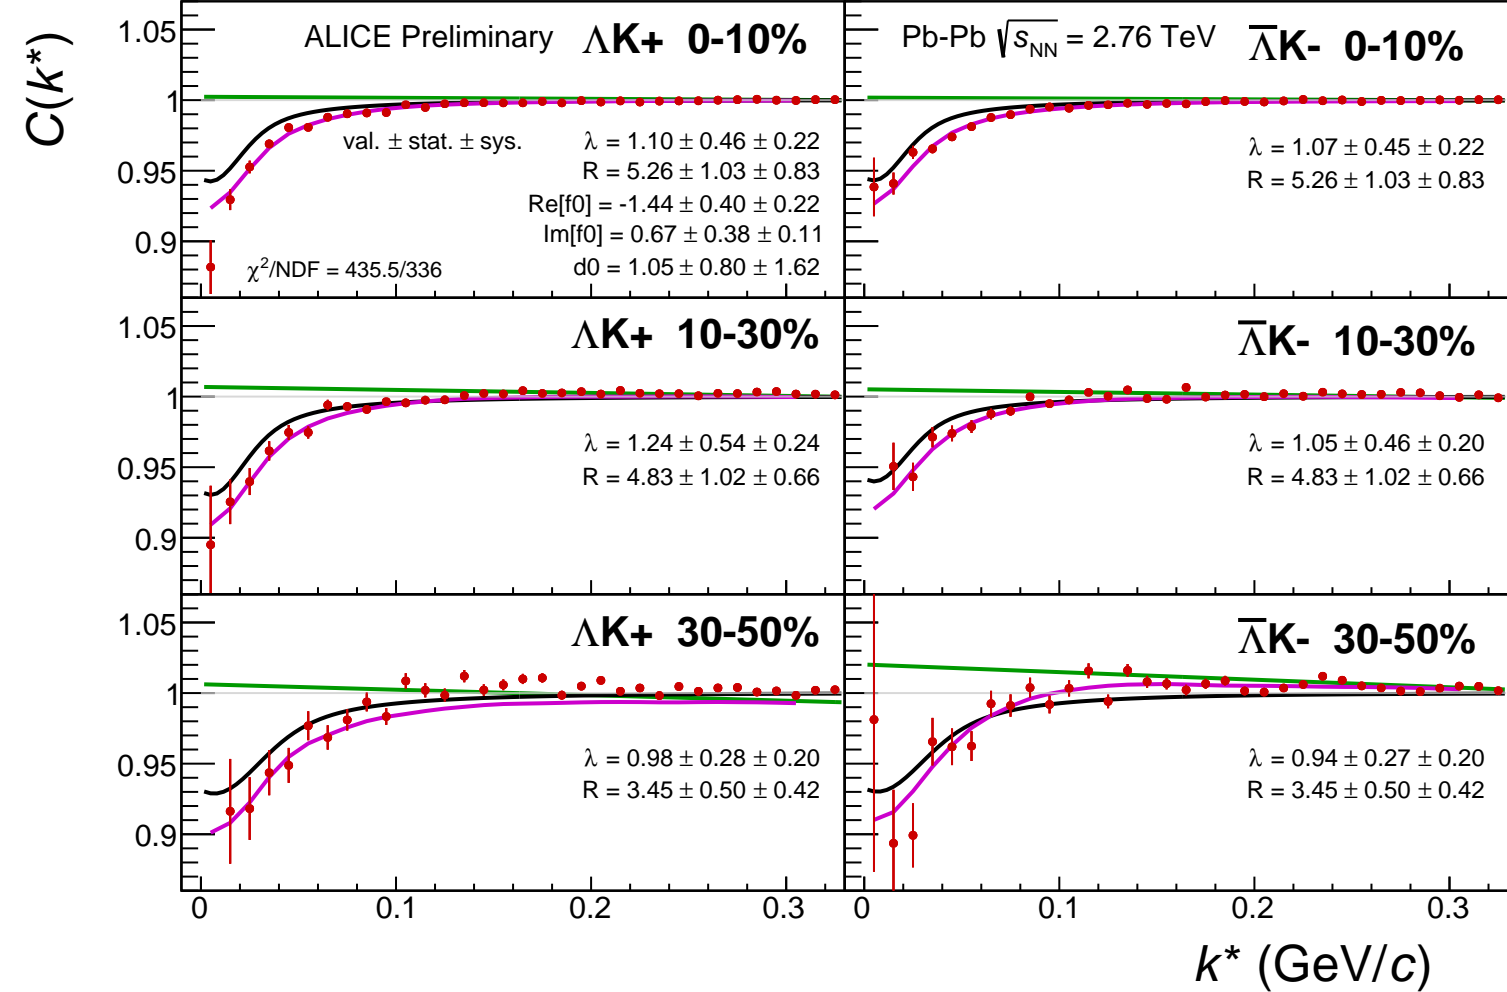 C(k*)
1.05
1
0.95
0.9
ALICE Preliminary ΛK+ 0-10%
val. ± stat. ± sys.
λ = 1.10 ± 0.46 ± 0.22
R = 5.26 ± 1.03 ± 0.83
Re[f0] = -1.44 ± 0.40 ± 0.22
Im[f0] = 0.67 ± 0.38 ± 0.11
χ²/NDF = 435.5/336
d0 = 1.05 ± 0.80 ± 1.62
Pb-Pb √sNN = 2.76 TeV Λ̅K- 0-10%
λ = 1.07 ± 0.45 ± 0.22
R = 5.26 ± 1.03 ± 0.83
1.05
1
0.95
0.9
ΛK+ 10-30%
λ = 1.24 ± 0.54 ± 0.24
R = 4.83 ± 1.02 ± 0.66
Λ̅K- 10-30%
λ = 1.05 ± 0.46 ± 0.20
R = 4.83 ± 1.02 ± 0.66
1.05
1
0.95
0.9
ΛK+ 30-50%
λ = 0.98 ± 0.28 ± 0.20
R = 3.45 ± 0.50 ± 0.42
Λ̅K- 30-50%
λ = 0.94 ± 0.27 ± 0.20
R = 3.45 ± 0.50 ± 0.42
0 0.1 0.2 0.3
0 0.1 0.2 0.3
k* (GeV/c)